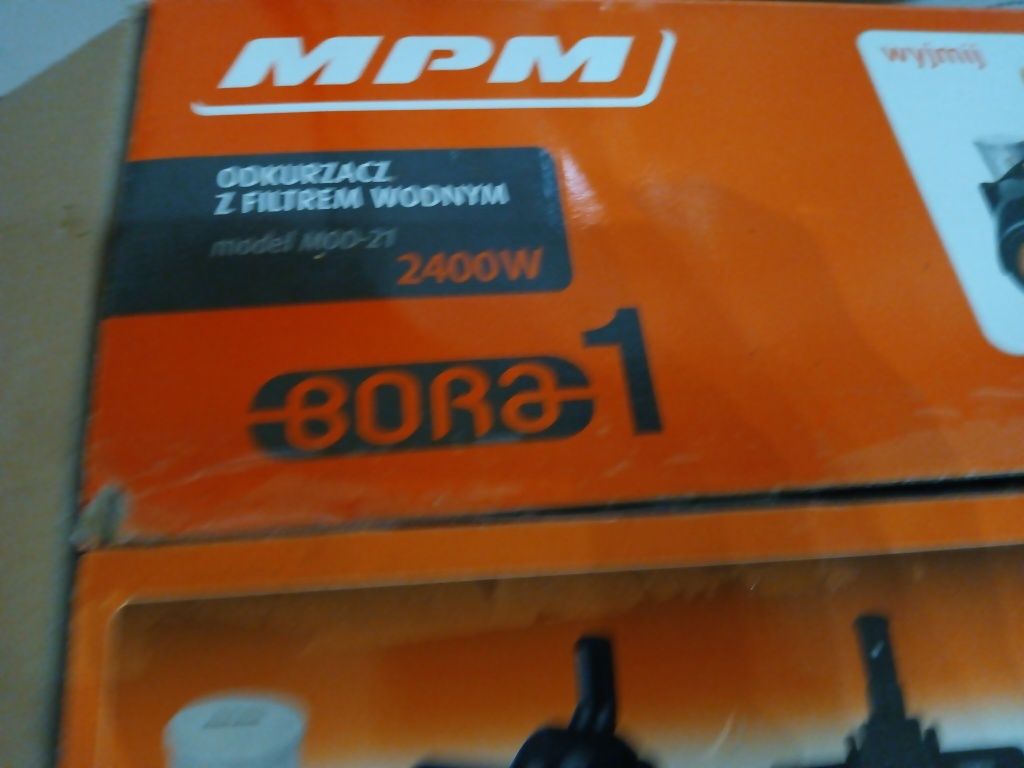 MPM
wyjmij
ODKURZACZ
Z FILTREM WODNYM
model MOD-21
2400W
BORa 1